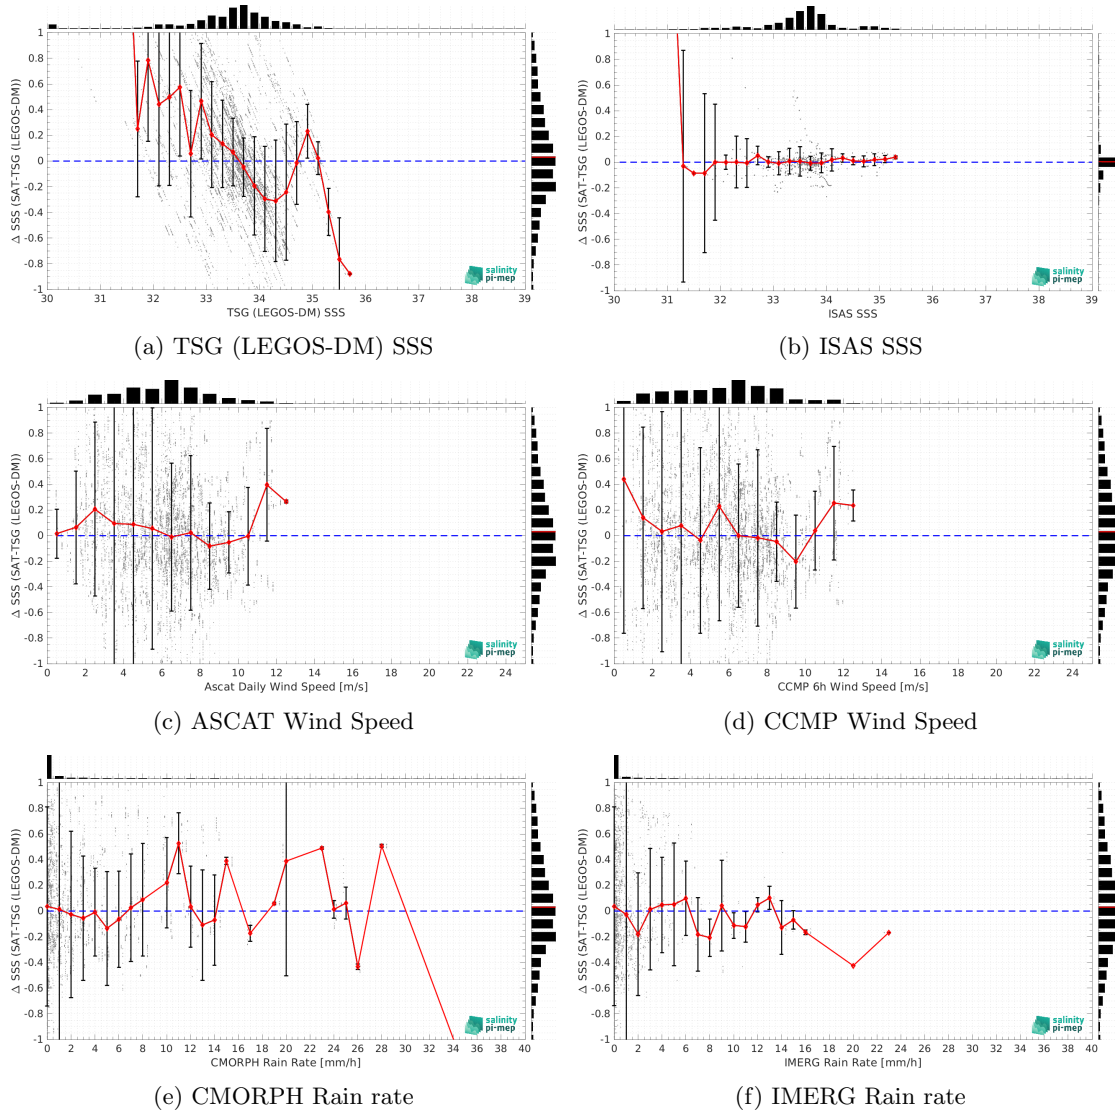 1
0.8
0.6
0.4
0.2
0
-0.2
-0.4
-0.6
-0.8
-1
Δ SSS (SAT-TSG (LEGOS-DM))
salinity
pi-mep
30 31 32 33 34 35 36 37 38 39
TSG (LEGOS-DM) SSS
(a) TSG (LEGOS-DM) SSS
1
0.8
0.6
0.4
0.2
0
-0.2
-0.4
-0.6
-0.8
-1
Δ SSS (SAT-TSG (LEGOS-DM))
salinity
pi-mep
30 31 32 33 34 35 36 37 38 39
ISAS SSS
(b) ISAS SSS
1
0.8
0.6
0.4
0.2
0
-0.2
-0.4
-0.6
-0.8
-1
Δ SSS (SAT-TSG (LEGOS-DM))
salinity
pi-mep
0 2 4 6 8 10 12 14 16 18 20 22 24
Ascat Daily Wind Speed [m/s]
(c) ASCAT Wind Speed
1
0.8
0.6
0.4
0.2
0
-0.2
-0.4
-0.6
-0.8
-1
Δ SSS (SAT-TSG (LEGOS-DM))
salinity
pi-mep
0 2 4 6 8 10 12 14 16 18 20 22 24
CCMP 6h Wind Speed [m/s]
(d) CCMP Wind Speed
1
0.8
0.6
0.4
0.2
0
-0.2
-0.4
-0.6
-0.8
-1
Δ SSS (SAT-TSG (LEGOS-DM))
salinity
pi-mep
0 2 4 6 8 10 12 14 16 18 20 22 24 26 28 30 32 34 36 38 40
CMORPH Rain Rate [mm/h]
(e) CMORPH Rain rate
1
0.8
0.6
0.4
0.2
0
-0.2
-0.4
-0.6
-0.8
-1
Δ SSS (SAT-TSG (LEGOS-DM))
salinity
pi-mep
0 2 4 6 8 10 12 14 16 18 20 22 24 26 28 30 32 34 36 38 40
IMERG Rain Rate [mm/h]
(f) IMERG Rain rate